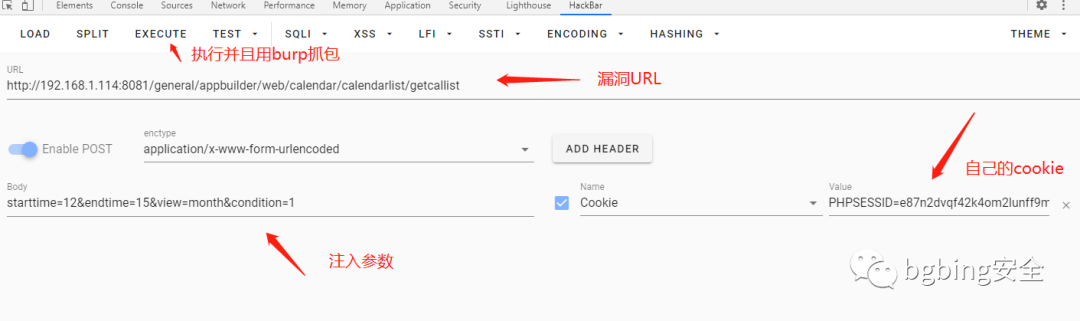 Elements Console Sources Network Performance Memory Application Security Lighthouse HackBar
LOAD SPLIT EXECUTE TEST SQLI XSS LFI SSTI ENCODING HASHING THEME
执行并且用burp抓包
URL
http://192.168.1.114:8081/general/appbuilder/web/calendar/calendarlist/getcallist
漏洞URL
enctype
Enable POST application/x-www-form-urlencoded ADD HEADER
自己的cookie
Body Name Value
starttime=12&endtime=15&view=month&condition=1 Cookie PHPSESSID=e87n2dvqf42k4om2lunff9m
注入参数
bgbing安全